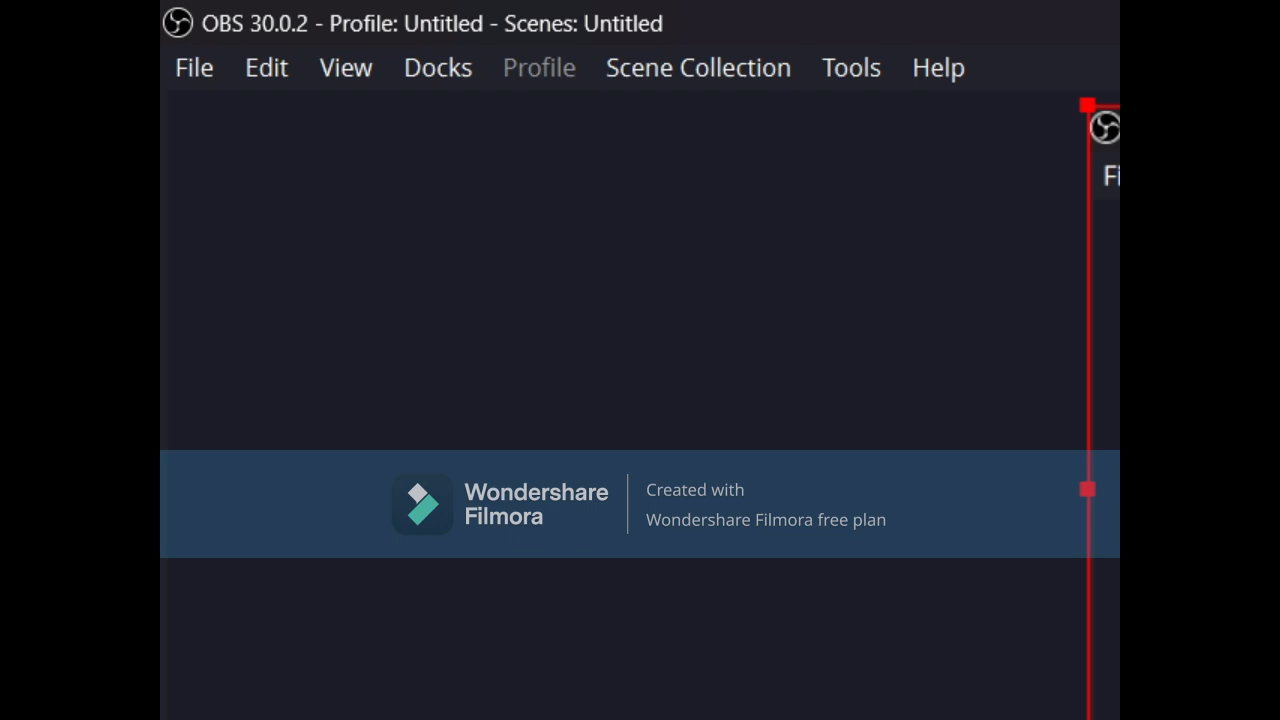 OBS 30.0.2 - Profile: Untitled - Scenes: Untitled
File Edit View Docks Profile Scene Collection Tools Help
Fi
Wondershare
Filmora
Created with
Wondershare Filmora free plan